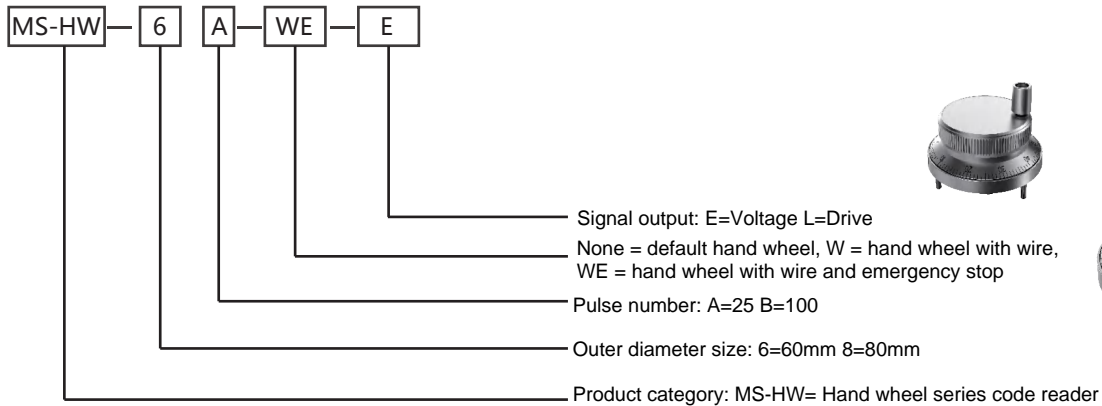 MS-HW — 6 A — WE — E
Signal output: E=Voltage L=Drive
None = default hand wheel, W = hand wheel with wire,
WE = hand wheel with wire and emergency stop
Pulse number: A=25 B=100
Outer diameter size: 6=60mm 8=80mm
Product category: MS-HW= Hand wheel series code reader